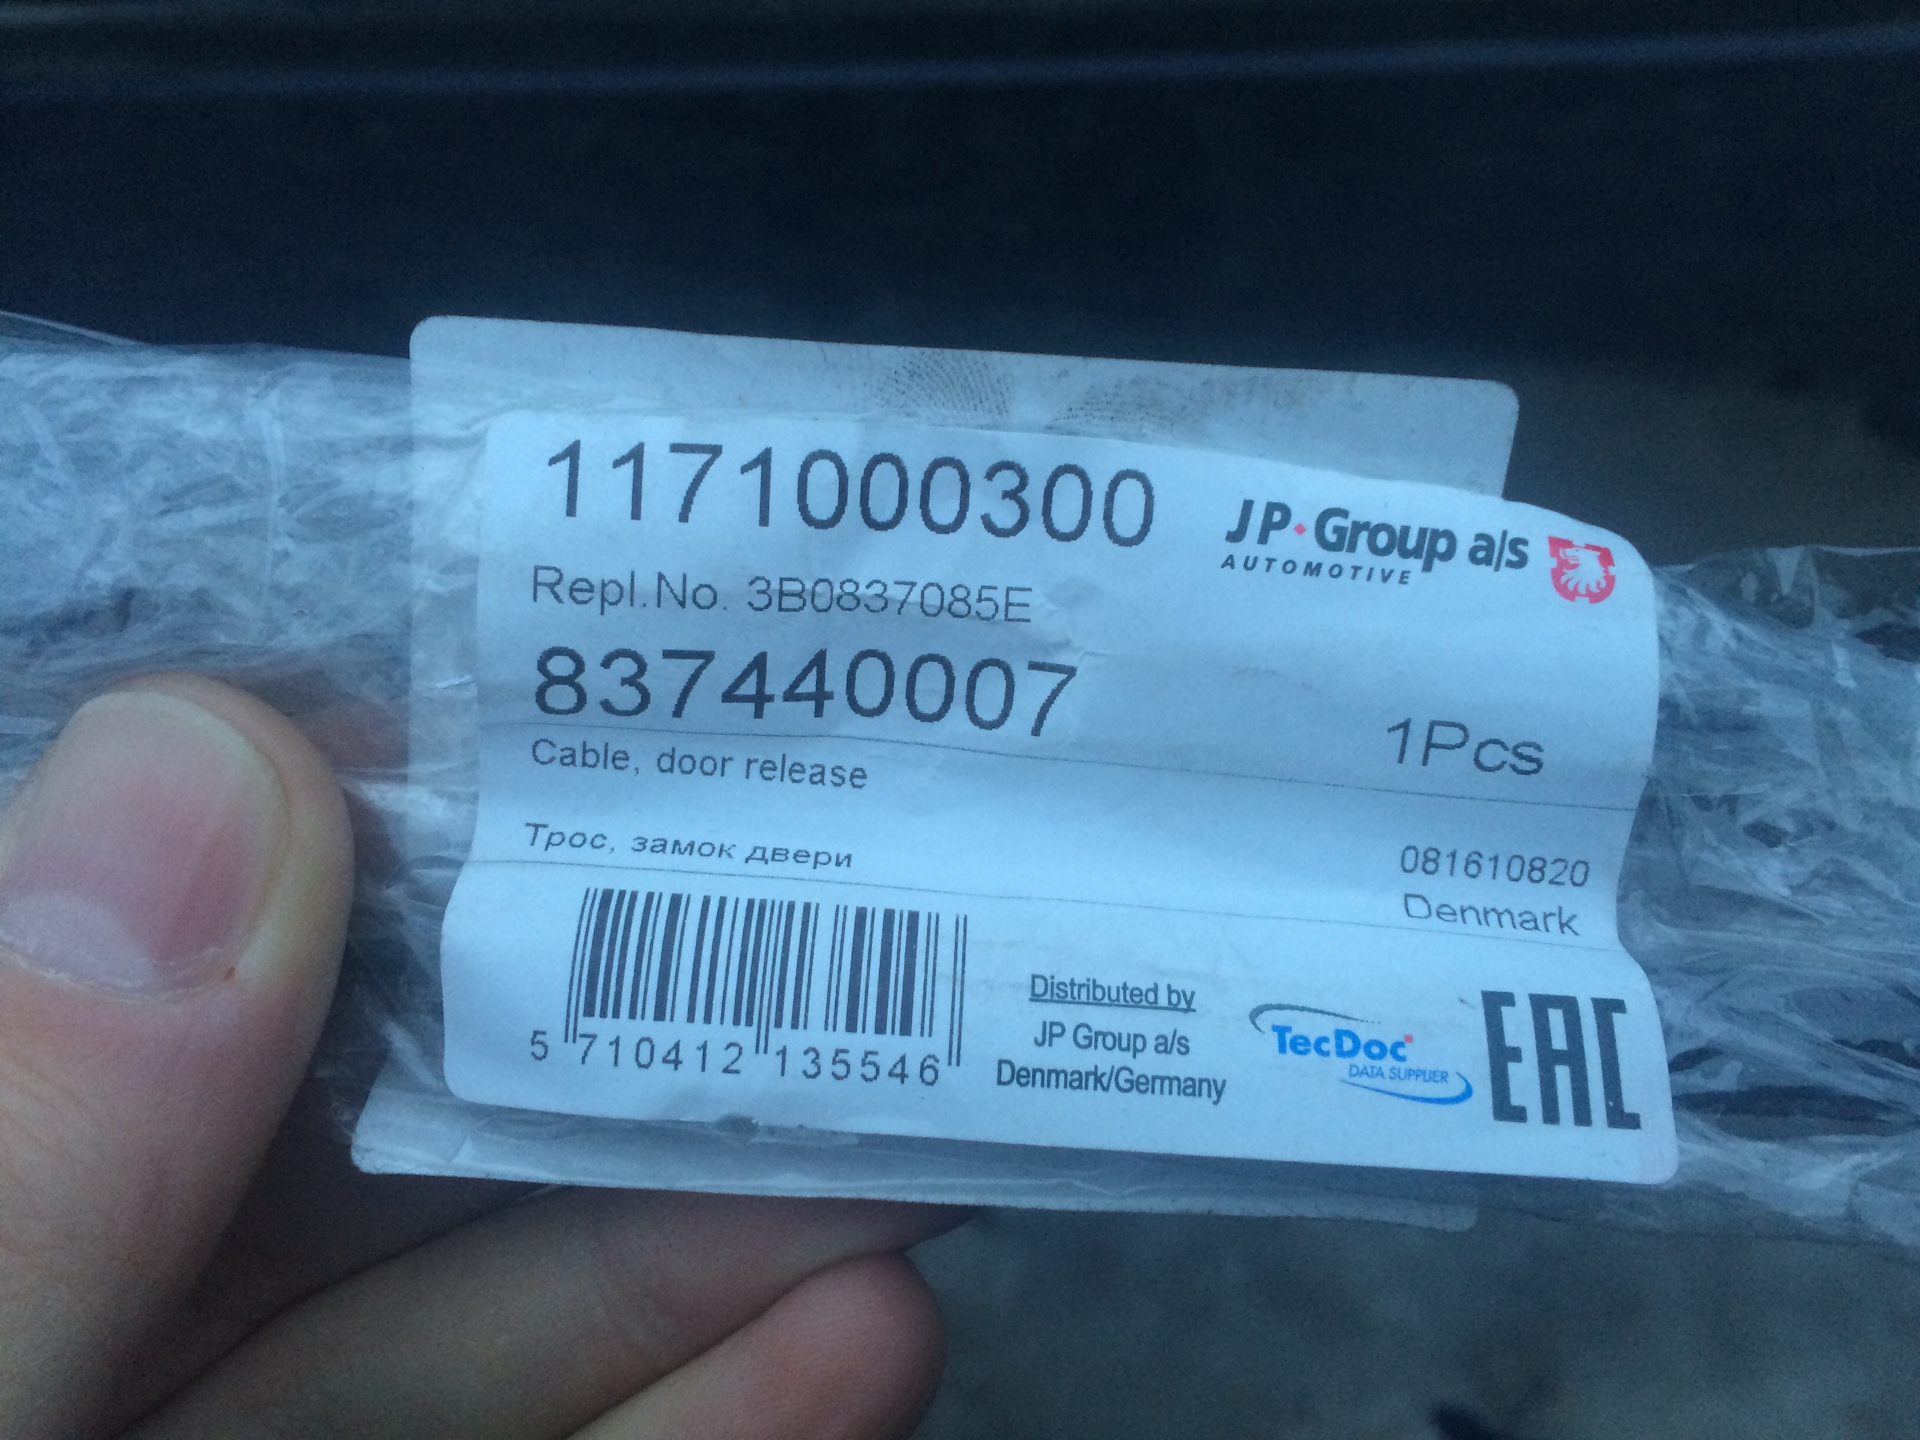 1171000300
JP Group a/s
AUTOMOTIVE
Repl.No. 3B0837085E
837440007
1Pcs
Cable, door release
Трос, замок двери
081610820
Denmark
5 710412 135546
Distributed by
JP Group a/s
Denmark/Germany
TecDoc
DATA SUPPLIER
EAC